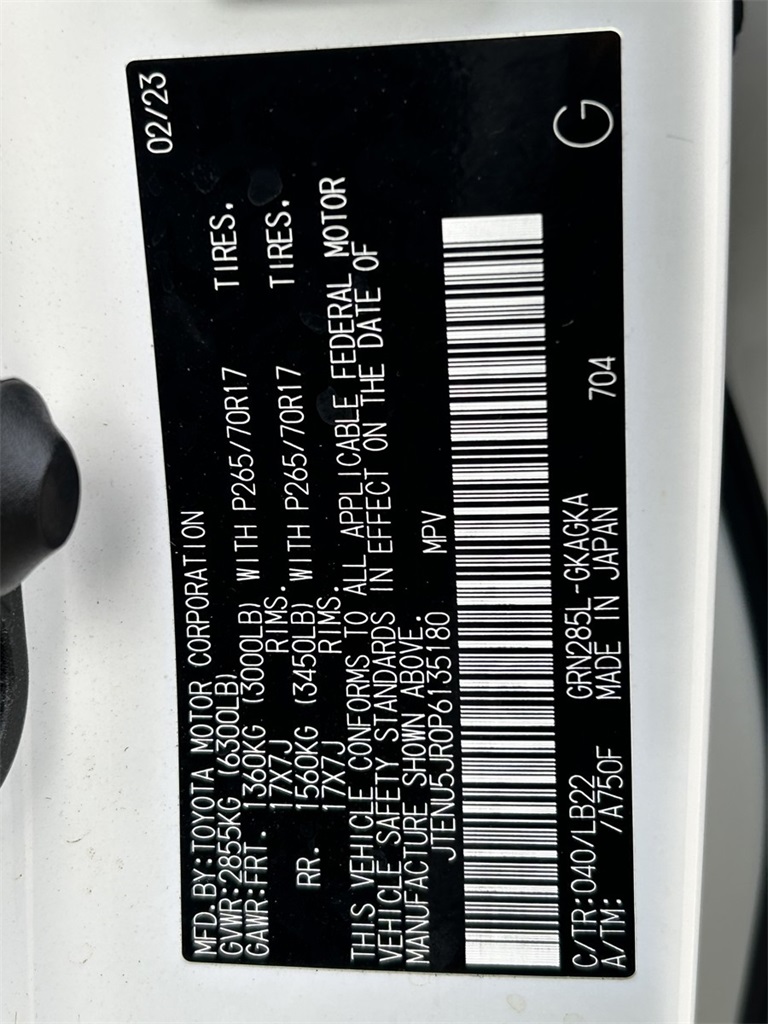 MFD.BY:TOYOTA MOTOR CORPORATION 02/23
GVWR:2855KG (6300LB)
GAWR:FRT. 1360KG (3000LB) WITH P265/70R17 TIRES.
17X7J RIMS.
RR. 1560KG (3450LB) WITH P265/70R17 TIRES.
17X7J RIMS.
THIS VEHICLE CONFORMS TO ALL APPLICABLE FEDERAL MOTOR
VEHICLE SAFETY STANDARDS IN EFFECT ON THE DATE OF
MANUFACTURE SHOWN ABOVE.
JTENU5JR0P6135180 MPV
C/TR:040/LB22 GRN285L-GKAGKA 704 G
A/TM: /A750F MADE IN JAPAN